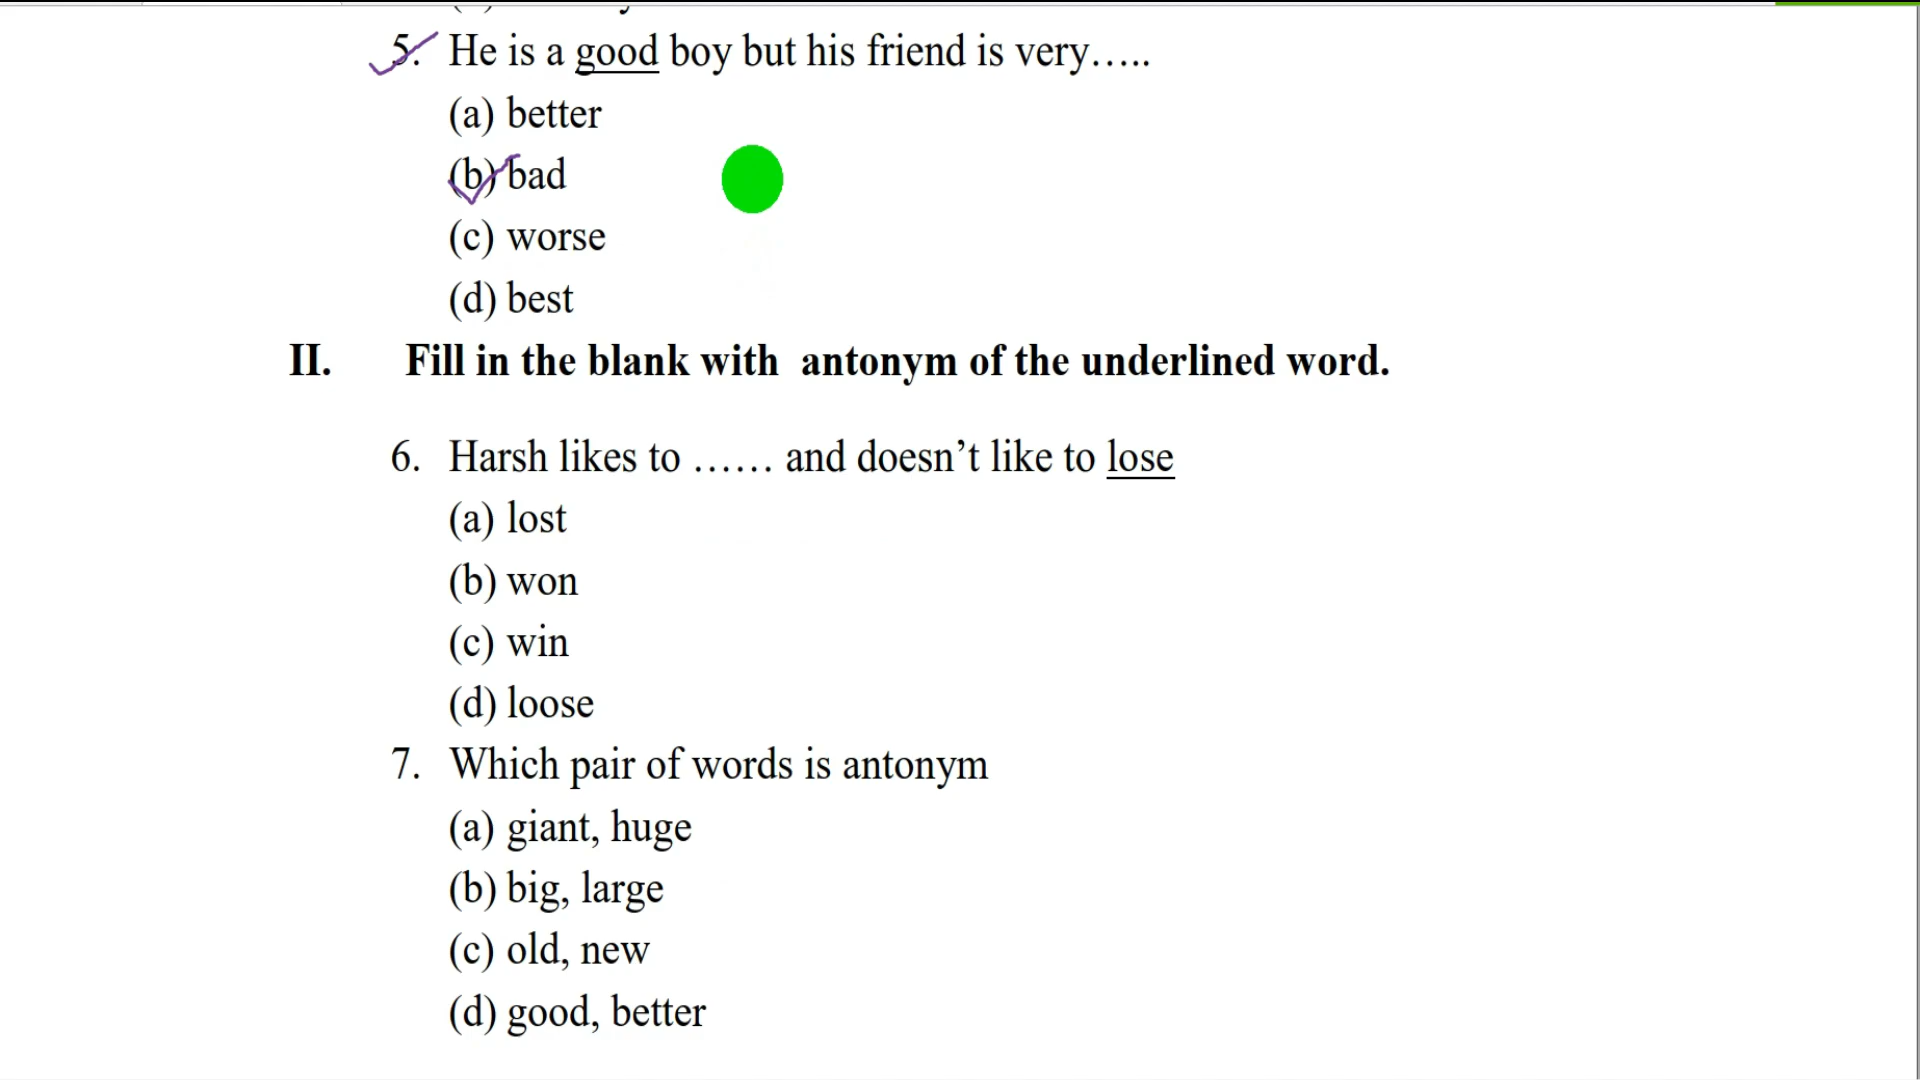 5. He is a good boy but his friend is very.....
(a) better
(b) bad
(c) worse
(d) best
II. Fill in the blank with antonym of the underlined word.
6. Harsh likes to ...... and doesn’t like to lose
(a) lost
(b) won
(c) win
(d) loose
7. Which pair of words is antonym
(a) giant, huge
(b) big, large
(c) old, new
(d) good, better